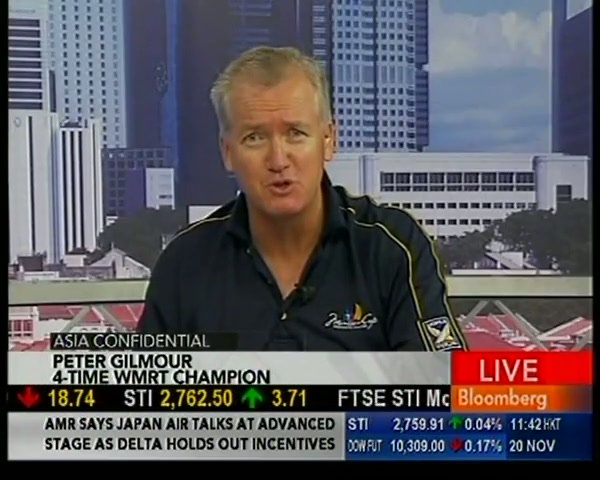 ASIA CONFIDENTIAL
PETER GILMOUR
4-TIME WMRT CHAMPION
LIVE
Bloomberg
18.74 STI 2,762.50 3.71 FTSE STI Mc
AMR SAYS JAPAN AIR TALKS AT ADVANCED
STAGE AS DELTA HOLDS OUT INCENTIVES
STI 2,759.91 0.04% 11:42 HKT
DOW FUT 10,309.00 0.17% 20 NOV